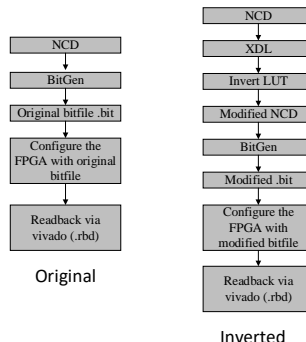 NCD
BitGen
Original bitfile .bit
Configure the
FPGA with original
bitfile
Readback via
vivado (.rbd)
Original
NCD
XDL
Invert LUT
Modified NCD
BitGen
Modified .bit
Configure the
FPGA with
modified bitfile
Readback via
vivado (.rbd)
Inverted